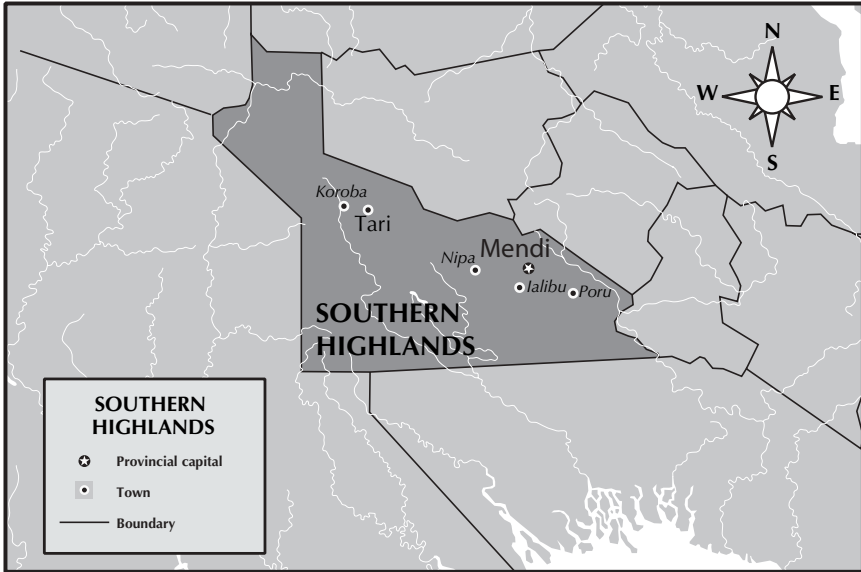 N
W
E
S
Koroba
Tari
Mendi
Nipa
Ialibu
Poru
SOUTHERN
HIGHLANDS
SOUTHERN
HIGHLANDS
Provincial capital
Town
Boundary